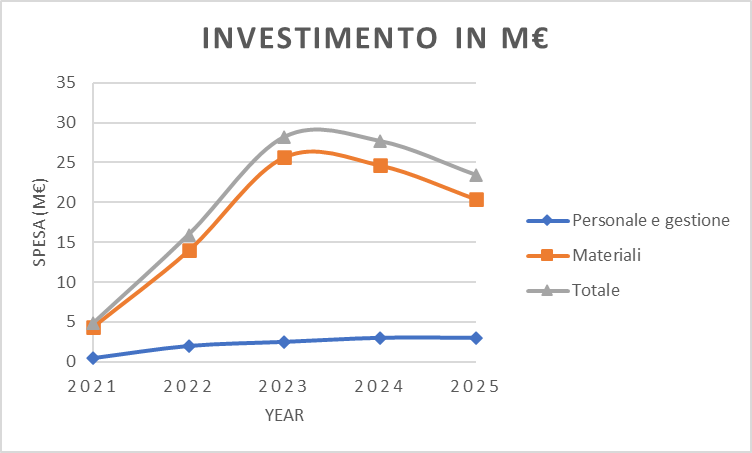 INVESTIMENTO IN M€
35
30
25
20
15
10
5
0
SPESA (M€)
2021 2022 2023 2024 2025
YEAR
Personale e gestione
Materiali
Totale